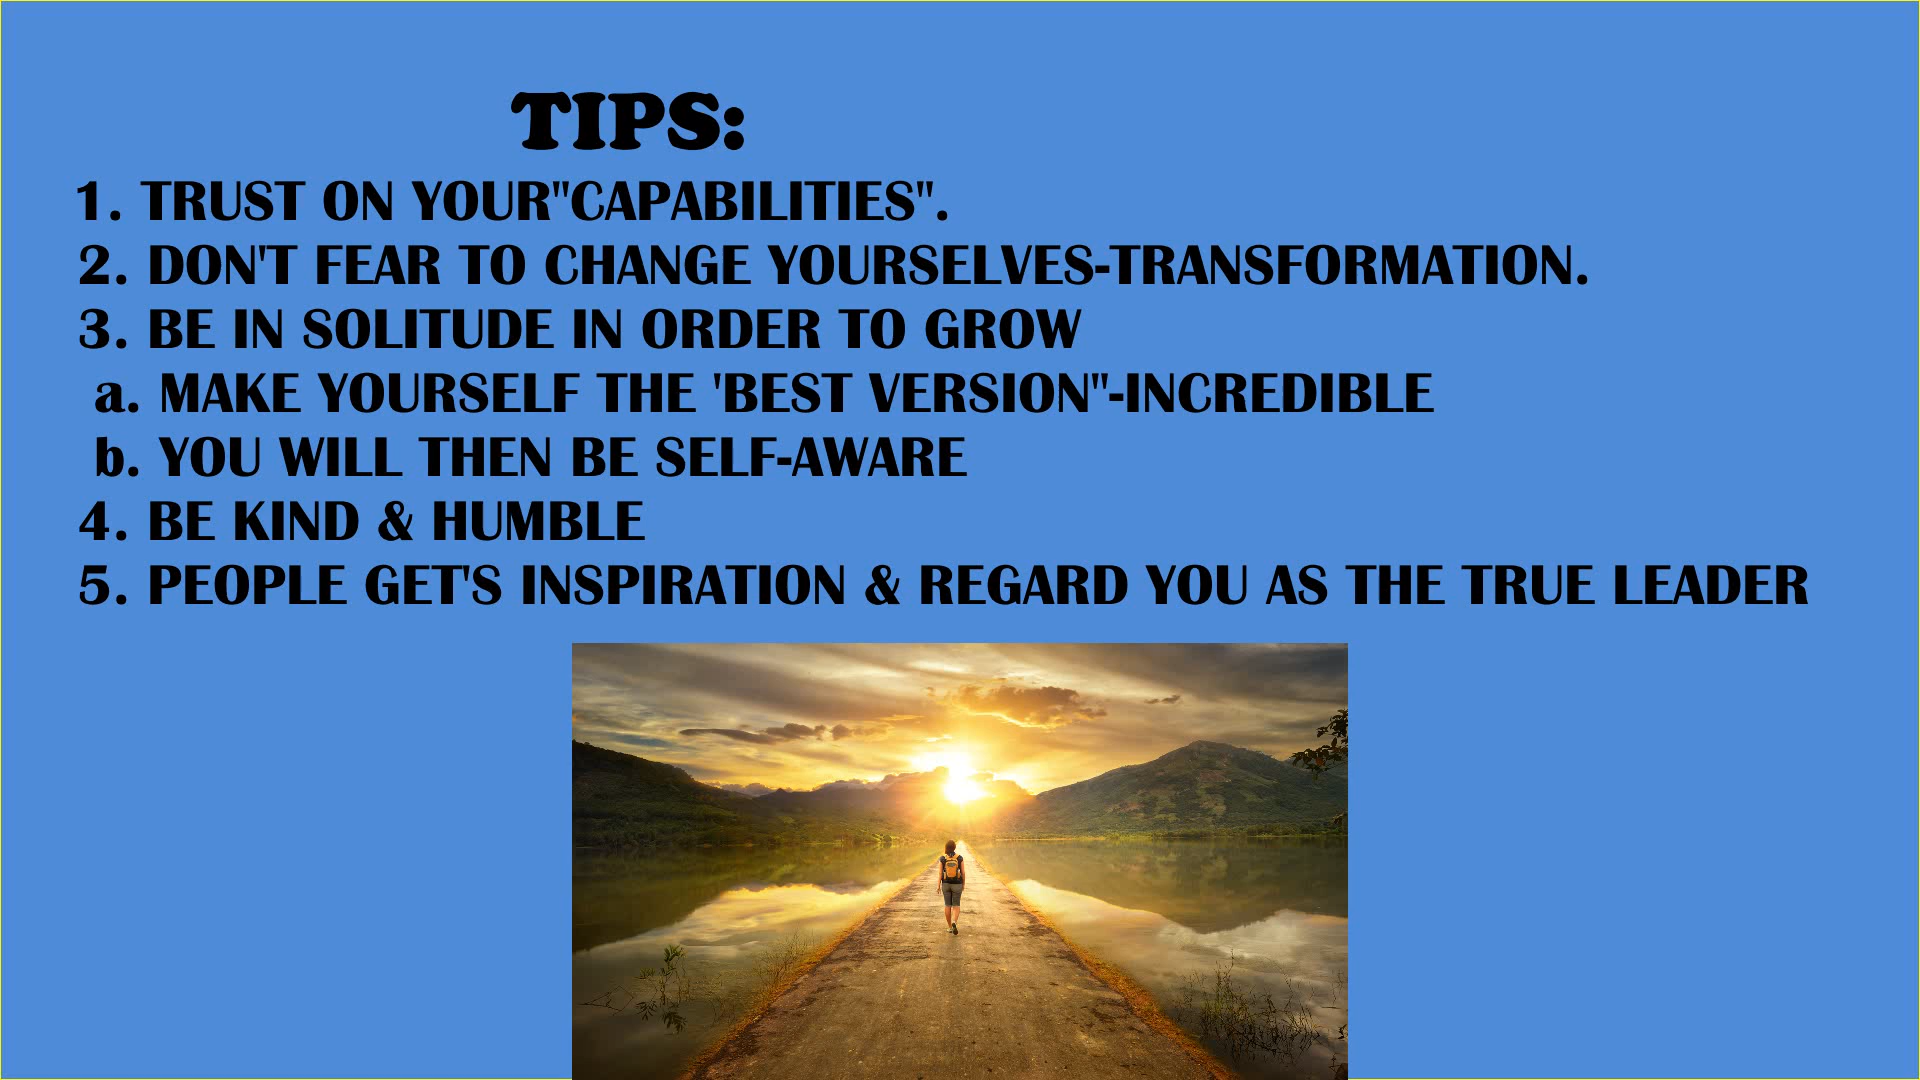 TIPS:
1. TRUST ON YOUR"CAPABILITIES".
2. DON'T FEAR TO CHANGE YOURSELVES-TRANSFORMATION.
3. BE IN SOLITUDE IN ORDER TO GROW
a. MAKE YOURSELF THE 'BEST VERSION"-INCREDIBLE
b. YOU WILL THEN BE SELF-AWARE
4. BE KIND & HUMBLE
5. PEOPLE GET'S INSPIRATION & REGARD YOU AS THE TRUE LEADER